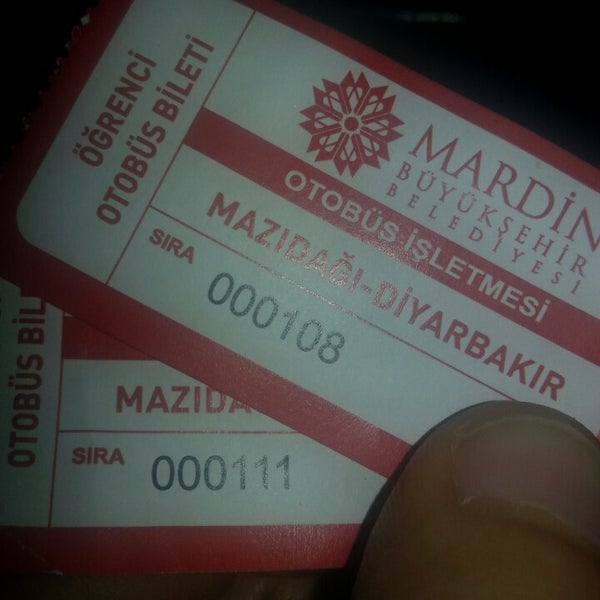 ÖĞRENCİ
OTOBÜS BİLETİ
MARDİN
BÜYÜKŞEHİR
BELEDİYESİ
OTOBÜS İŞLETMESİ
MAZIDAĞI-DİYARBAKIR
SIRA
000108
OTOBÜS BİL
MAZIDA
SIRA
000111